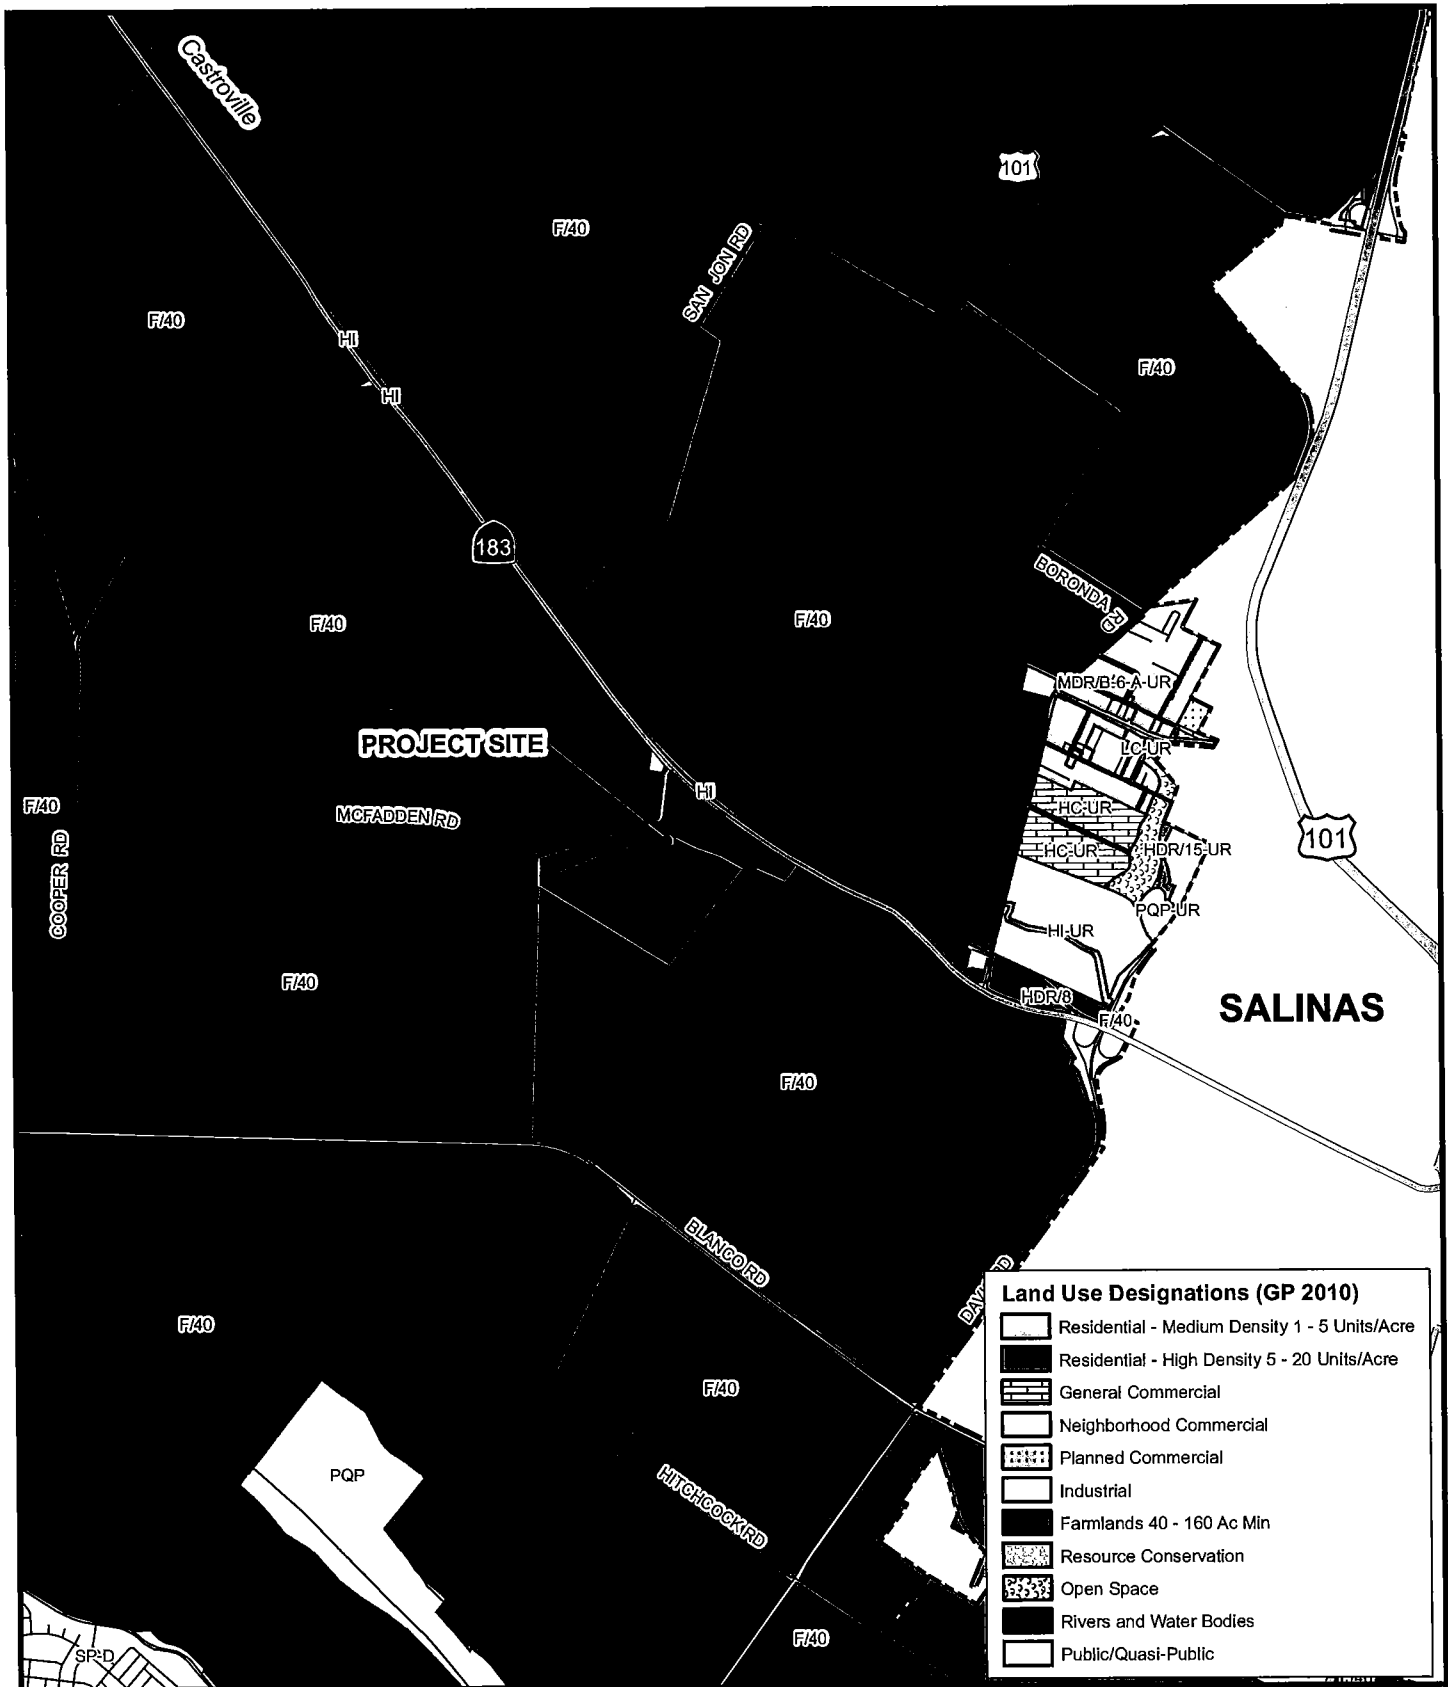 Castroville
101
F/40
SAN JON RD
F/40
HI
F/40
HI
183
BORONDA RD
F/40
F/40
MDR/B-6-A-UR
PROJECT SITE
LC-UR
HI
F/40
HC-UR
MCFADDEN RD
101
HC-UR
HDR/15-UR
COOPER RD
PQP-UR
HI-UR
F/40
HDR/8
SALINAS
F/40
F/40
BLANCO RD
F/40
F/40
PQP
HITCHCOCK RD
F/40
SP-D
Land Use Designations (GP 2010)
Residential - Medium Density 1 - 5 Units/Acre
Residential - High Density 5 - 20 Units/Acre
General Commercial
Neighborhood Commercial
Planned Commercial
Industrial
Farmlands 40 - 160 Ac Min
Resource Conservation
Open Space
Rivers and Water Bodies
Public/Quasi-Public